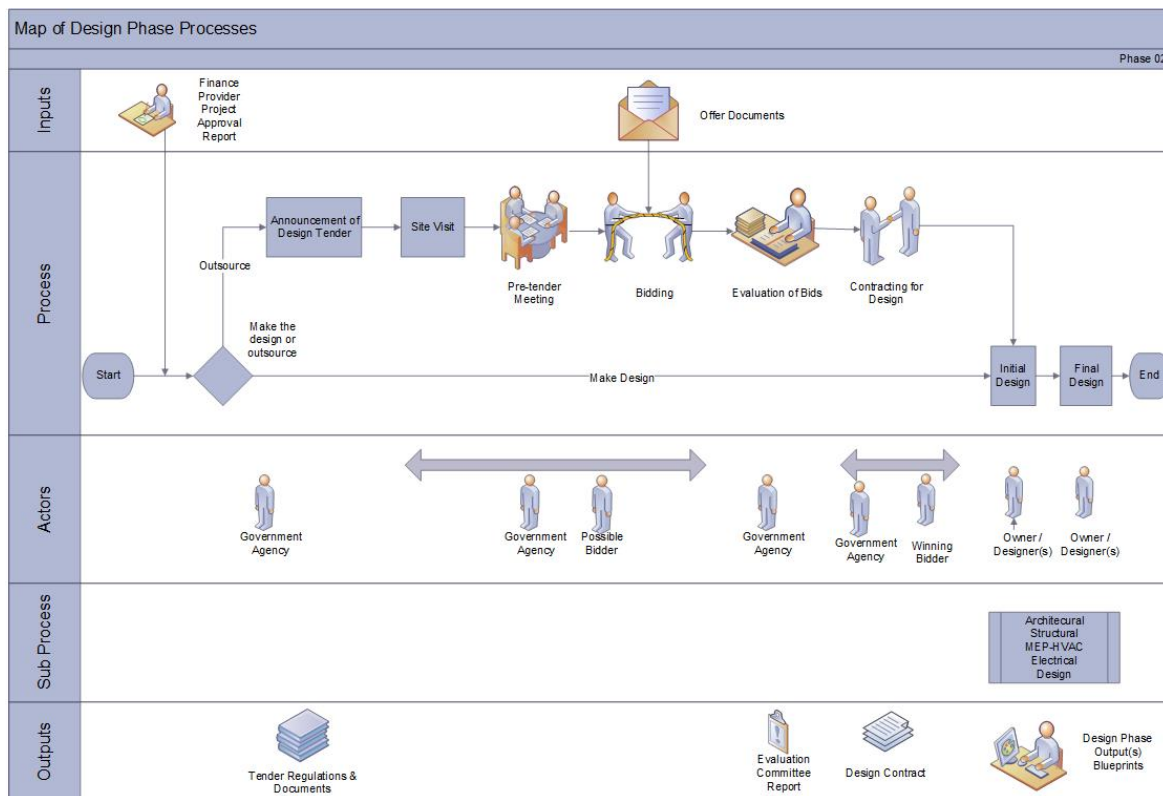 Map of Design Phase Processes
Phase 02
Inputs
Finance
Provider
Project
Approval
Report
Offer Documents
Process
Announcement of
Design Tender
Site Visit
Outsource
Pre-tender
Meeting
Bidding
Evaluation of Bids
Contracting for
Design
Make the
design or
outsource
Start
Make Design
Initial
Design
Final
Design
End
Actors
Government
Agency
Government
Agency
Possible
Bidder
Government
Agency
Government
Agency
Winning
Bidder
Owner /
Designer(s)
Owner /
Designer(s)
Sub Process
Architecural
Structural
MEP-HVAC
Electrical
Design
Outputs
Tender Regulations &
Documents
Evaluation
Committee
Report
Design Contract
Design Phase
Output(s)
Blueprints